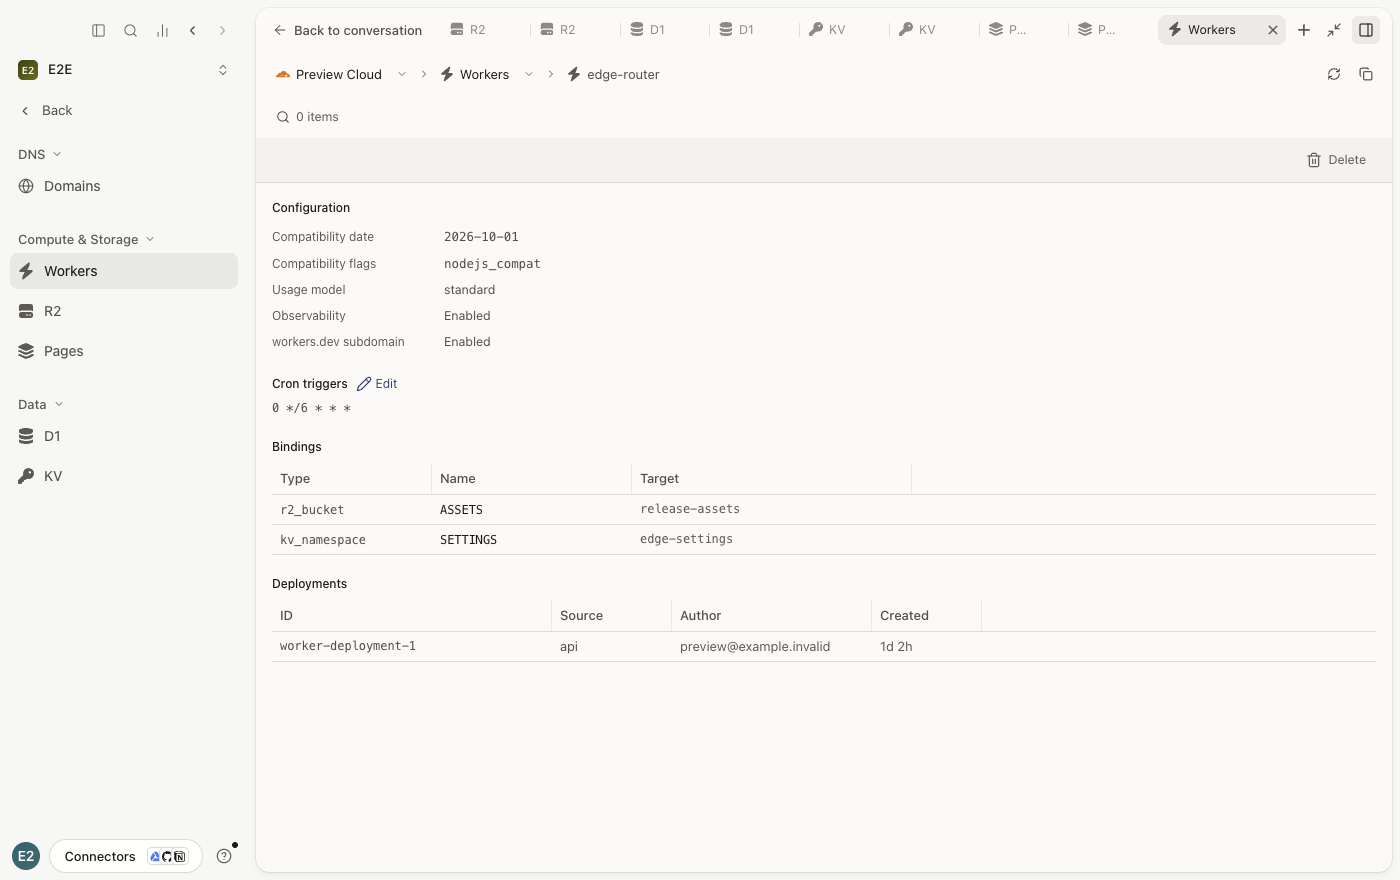 Back to conversation
R2
R2
D1
D1
KV
KV
P...
P...
Workers
E2 E2E
Preview Cloud
Workers
edge-router
Back
0 items
DNS
Domains
Delete
Compute & Storage
Workers
R2
Pages
Data
D1
KV
Configuration
Compatibility date 2026-10-01
Compatibility flags nodejs_compat
Usage model standard
Observability Enabled
workers.dev subdomain Enabled
Cron triggers Edit
0 */6 * * *
Bindings
Type Name Target
r2_bucket ASSETS release-assets
kv_namespace SETTINGS edge-settings
Deployments
ID Source Author Created
worker-deployment-1 api preview@example.invalid 1d 2h
E2 Connectors